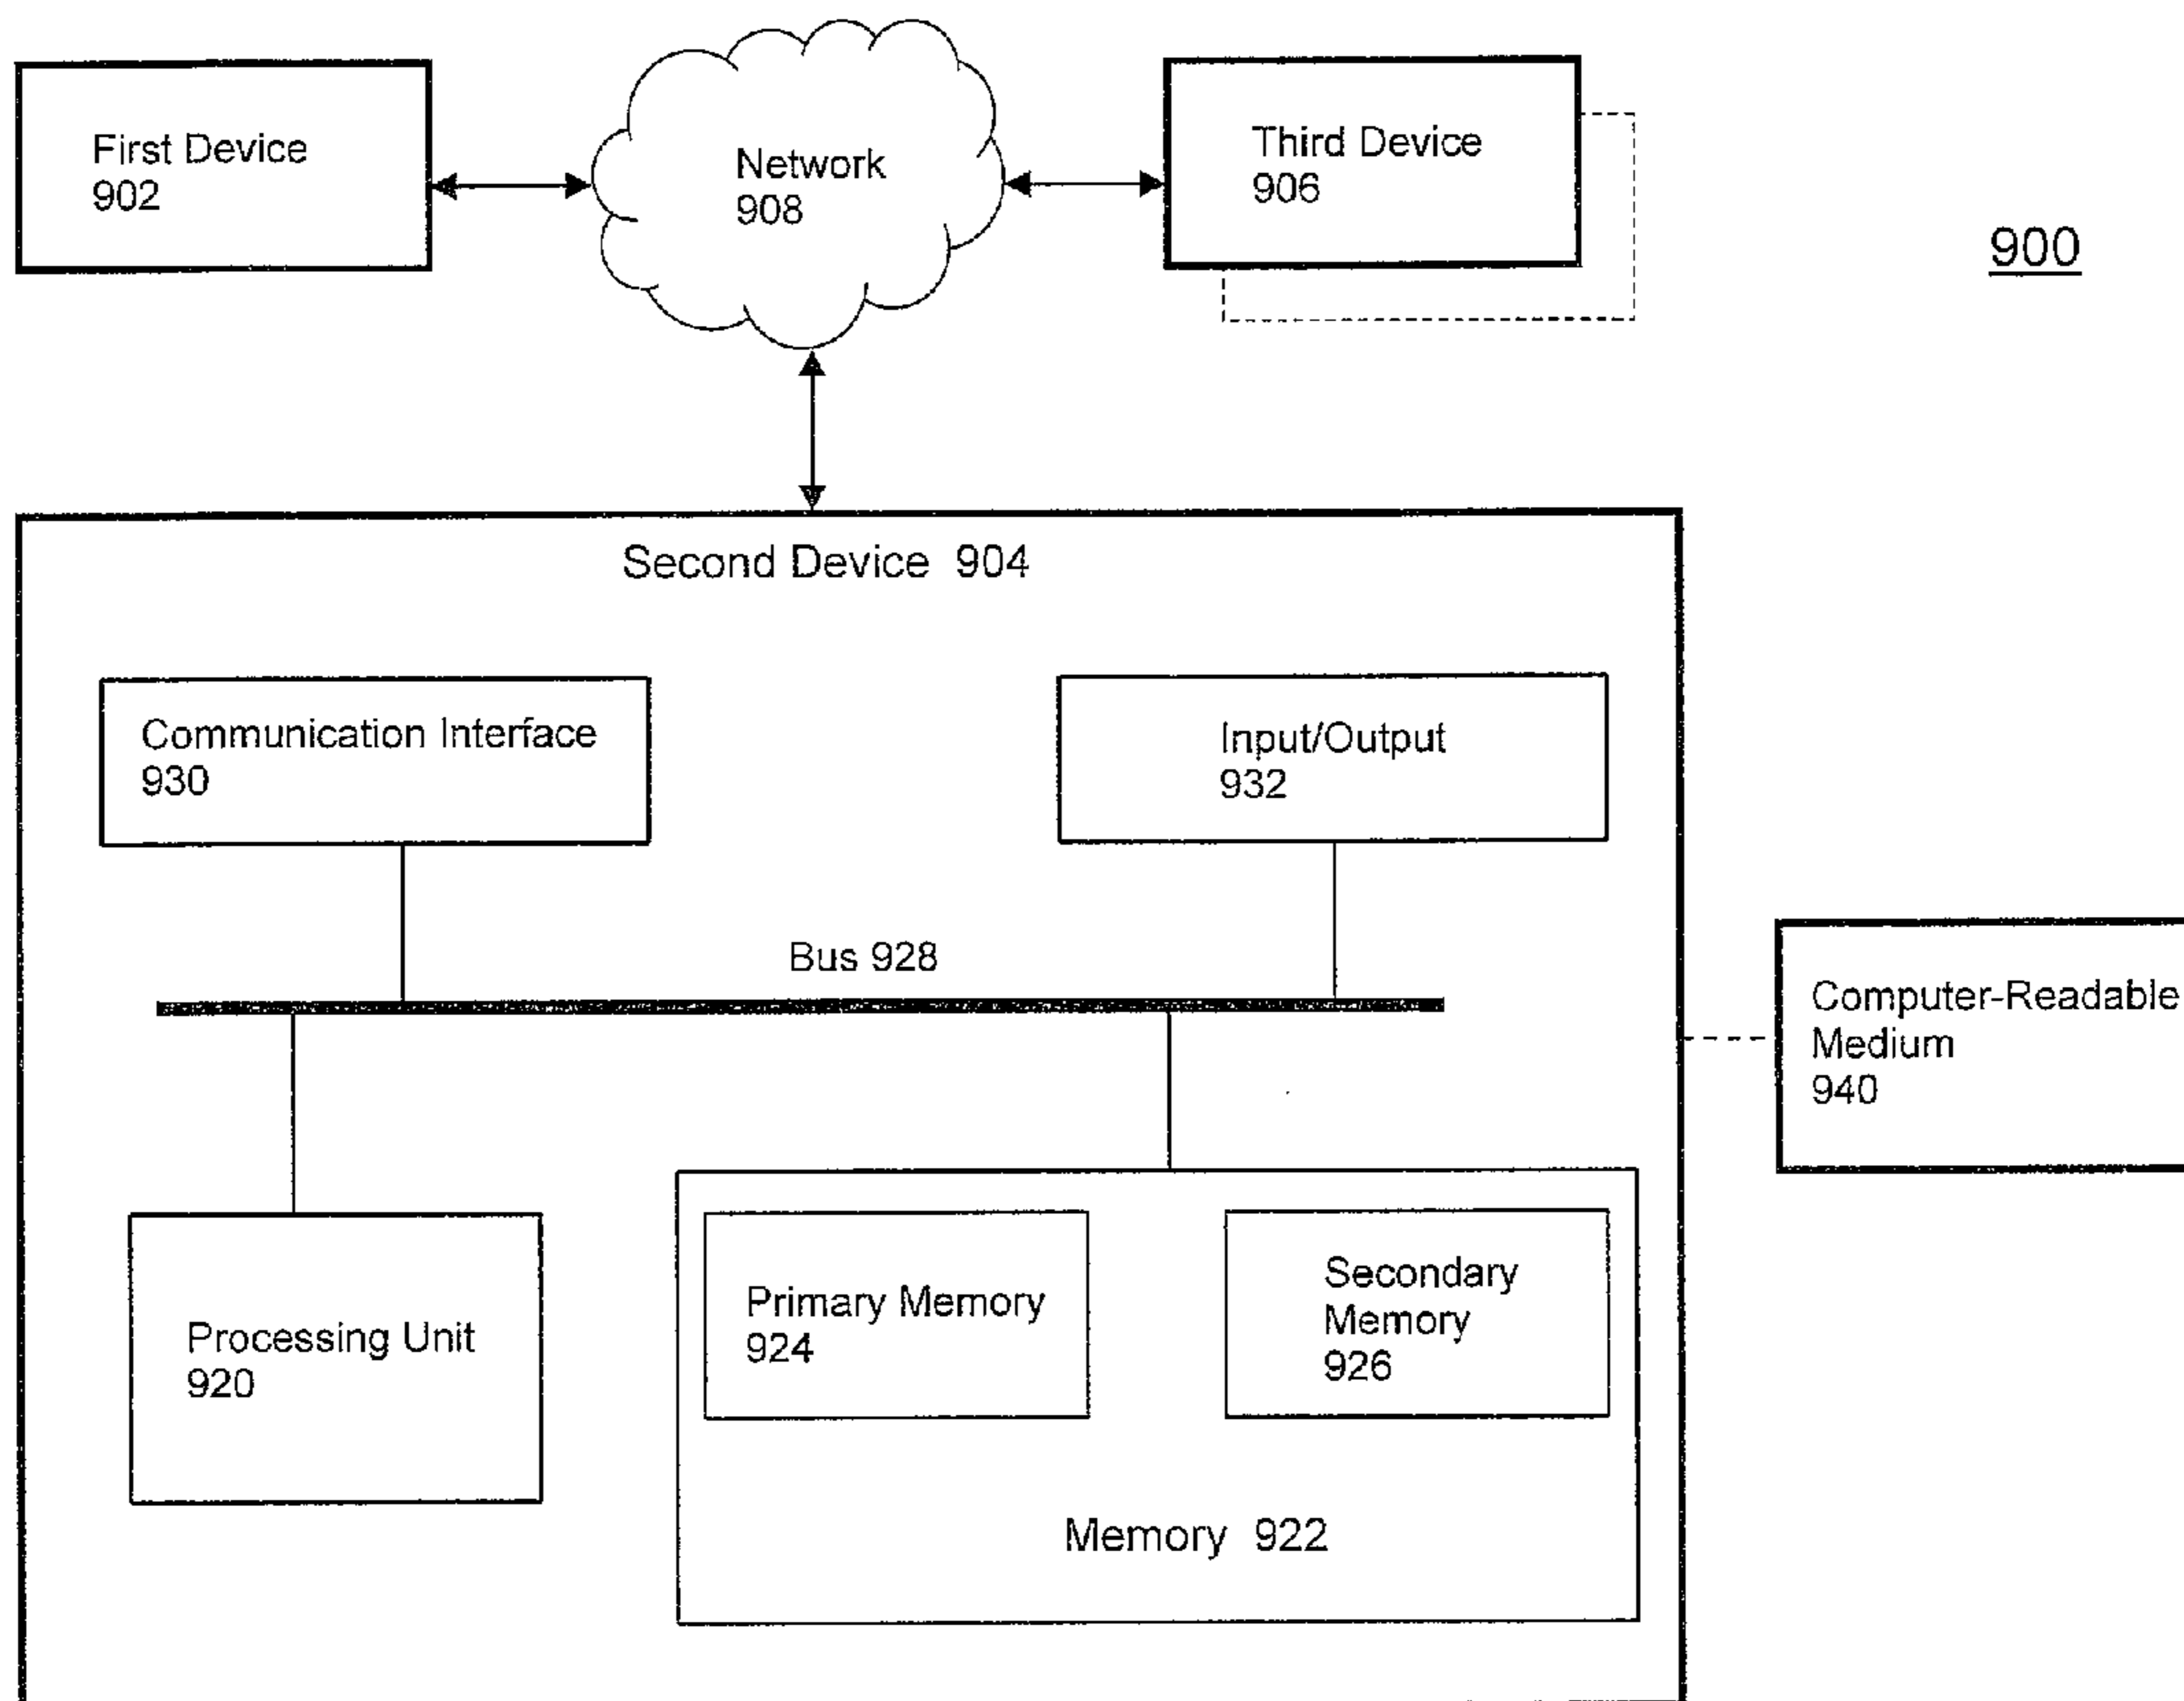 First Device
902
Network
908
Third Device
906
900
Second Device 904
Communication Interface
930
Input/Output
932
Bus 928
Computer-Readable
Medium
940
Processing Unit
920
Primary Memory
924
Secondary
Memory
926
Memory 922